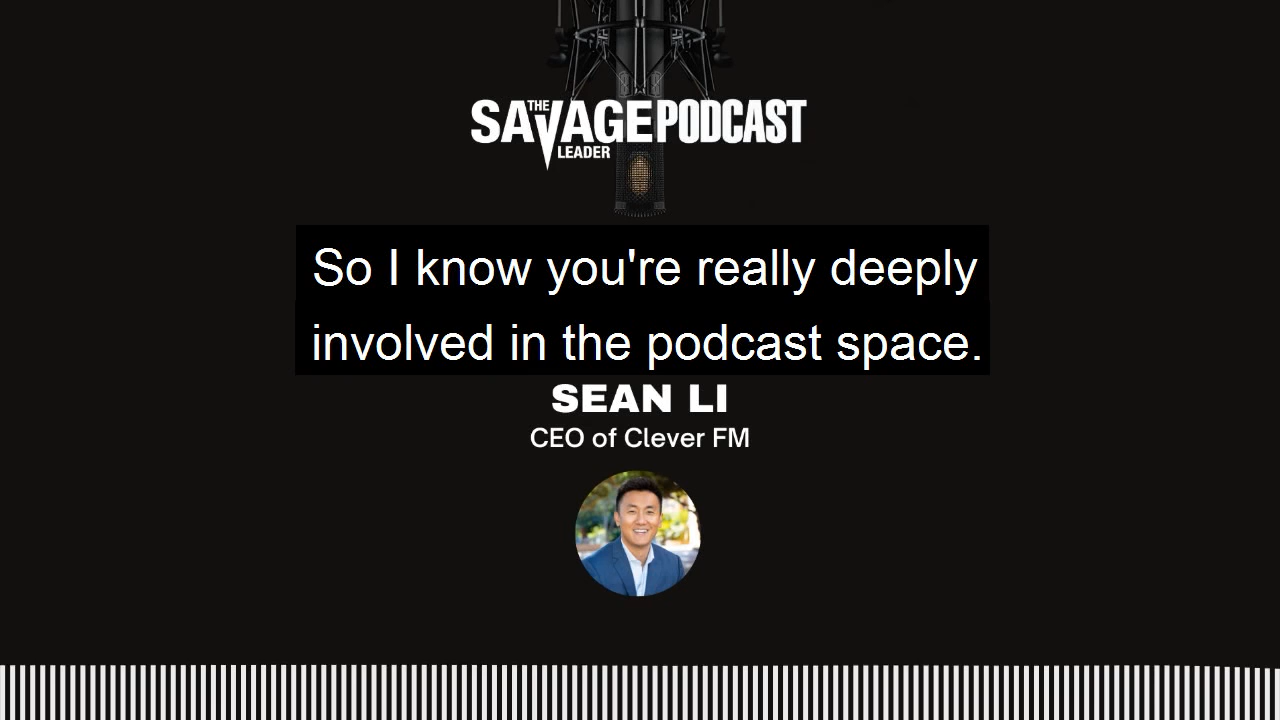 THE SAVAGE LEADER PODCAST
So I know you're really deeply
involved in the podcast space.
SEAN LI
CEO of Clever FM